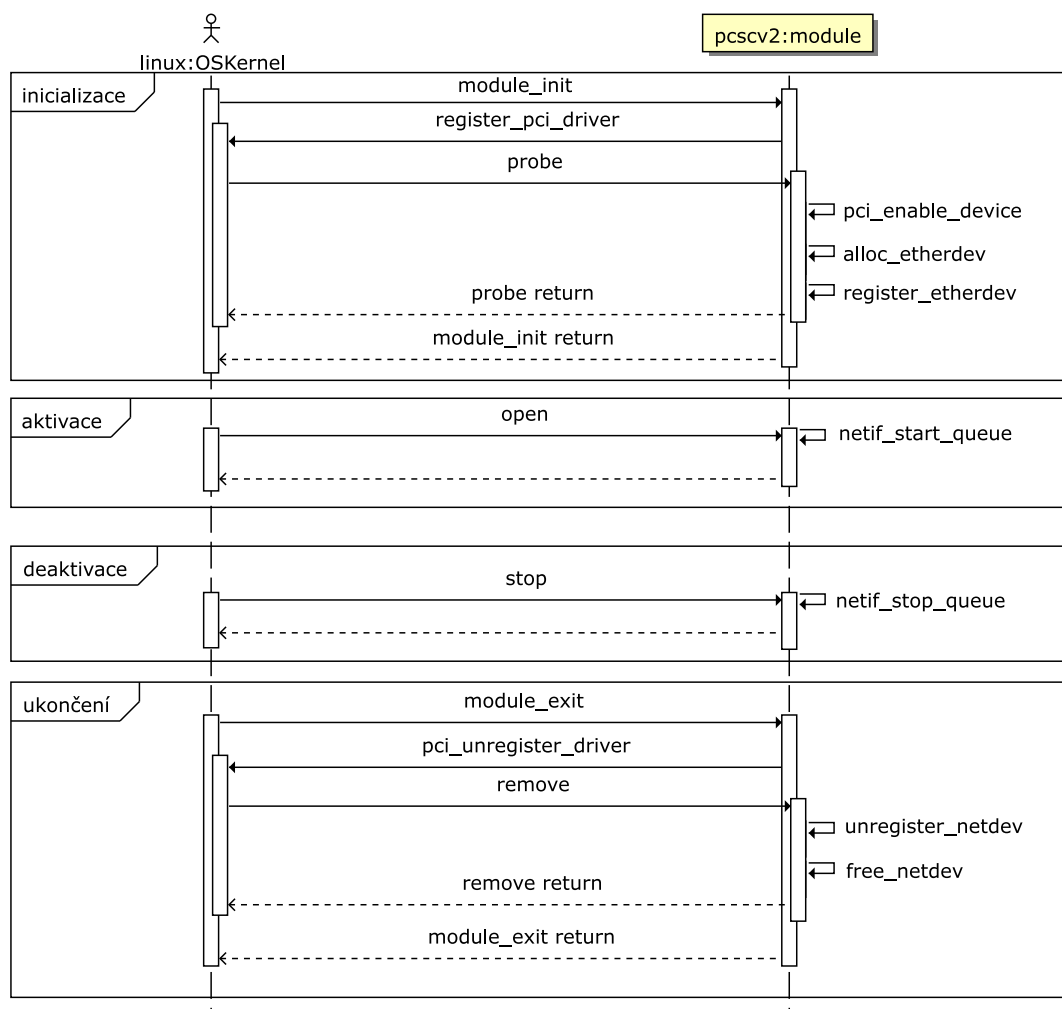 linux:OSKernel
pcscv2:module
inicializace
module_init
register_pci_driver
probe
pci_enable_device
alloc_etherdev
register_etherdev
probe return
module_init return
aktivace
open
netif_start_queue
deaktivace
stop
netif_stop_queue
ukončení
module_exit
pci_unregister_driver
remove
unregister_netdev
free_netdev
remove return
module_exit return